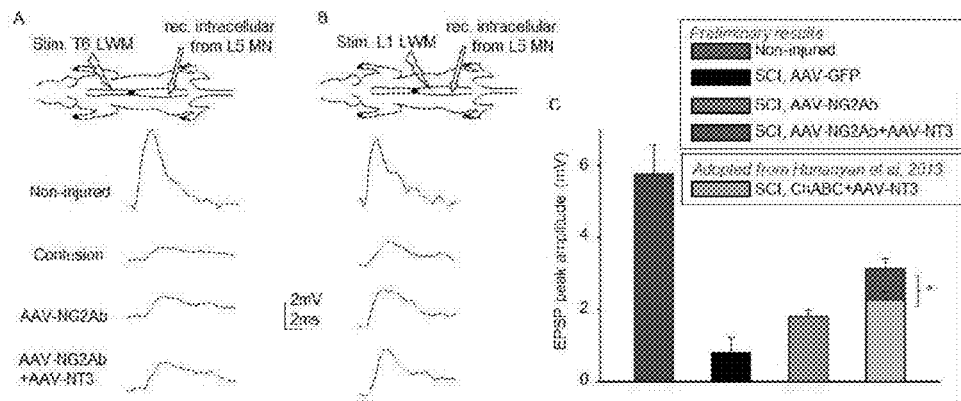 A
Stim. T6 LWM
rec. intracellular
from L5 MN
B
Stim. L1 LWM
rec. intracellular
from L5 MN
Non-injured
Contusion
AAV-NG2Ab
AAV-NG2Ab
+AAV-NT3
2mV
2ms
C
EPSP peak amplitude (mV)
6
4
2
0
Preliminary results
Non-injured
SCI, AAV-GFP
SCI, AAV-NG2Ab
SCI, AAV-NG2Ab+AAV-NT3
Adopted from Hunanyan et al, 2013
SCI, ChABC+AAV-NT3
*